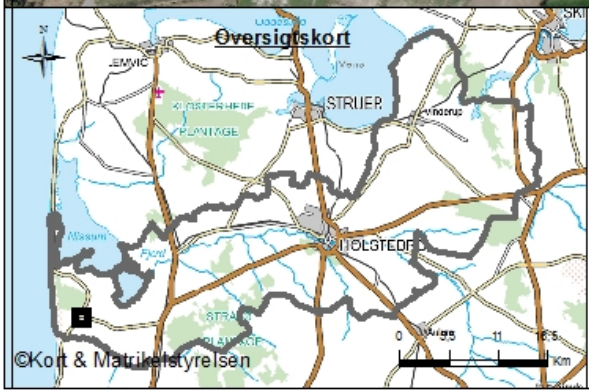 Oversigtskort
N
LEMVIG
SKI
KLOSTERHEDE
PLANTAGE
STRUER
Vinderup
Nissum
Fjord
HOLSTEBRO
PLANTAGE
0 5,5 11 16,5
Km
©Kort & Matrikelstyrelsen